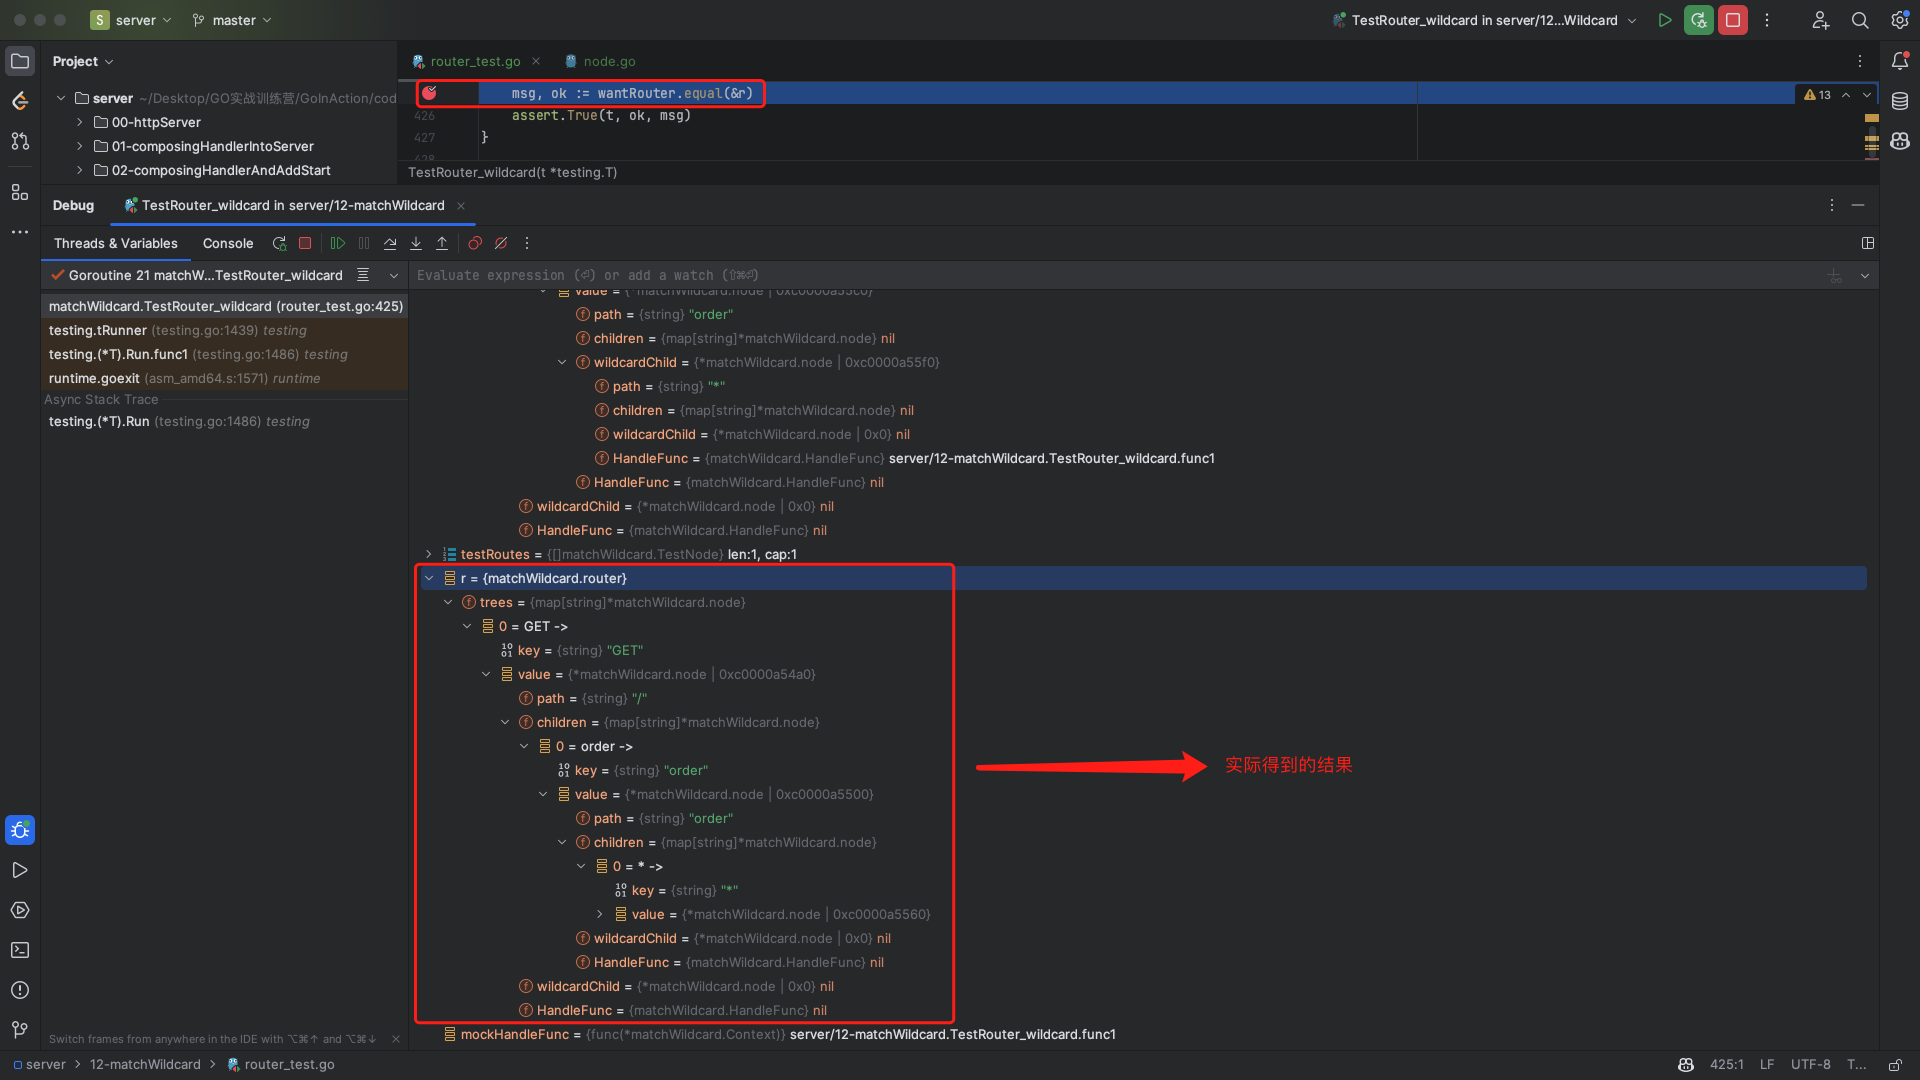 S server
master
TestRouter_wildcard in server/12...Wildcard
Project
router_test.go
node.go
server ~/Desktop/GO实战训练营/GoInAction/cod
00-httpServer
01-composingHandlerIntoServer
02-composingHandlerAndAddStart
msg, ok := wantRouter.equal(&r)
13
426 assert.True(t, ok, msg)
427 }
428
TestRouter_wildcard(t *testing.T)
Debug
TestRouter_wildcard in server/12-matchWildcard
Threads & Variables
Console
Goroutine 21 matchW...TestRouter_wildcard
Evaluate expression (⏎) or add a watch (⇧⌘⏎)
matchWildcard.TestRouter_wildcard (router_test.go:425)
testing.tRunner (testing.go:1439) testing
testing.(*T).Run.func1 (testing.go:1486) testing
runtime.goexit (asm_amd64.s:1571) runtime
Async Stack Trace
testing.(*T).Run (testing.go:1486) testing
value = {*matchWildcard.node | 0xc0000a55c0}
path = {string} "order"
children = {map[string]*matchWildcard.node} nil
wildcardChild = {*matchWildcard.node | 0xc0000a55f0}
path = {string} "*"
children = {map[string]*matchWildcard.node} nil
wildcardChild = {*matchWildcard.node | 0x0} nil
HandleFunc = {matchWildcard.HandleFunc} server/12-matchWildcard.TestRouter_wildcard.func1
HandleFunc = {matchWildcard.HandleFunc} nil
wildcardChild = {*matchWildcard.node | 0x0} nil
HandleFunc = {matchWildcard.HandleFunc} nil
testRoutes = {[]matchWildcard.TestNode} len:1, cap:1
r = {matchWildcard.router}
trees = {map[string]*matchWildcard.node}
0 = GET ->
key = {string} "GET"
value = {*matchWildcard.node | 0xc0000a54a0}
path = {string} "/"
children = {map[string]*matchWildcard.node}
0 = order ->
key = {string} "order"
value = {*matchWildcard.node | 0xc0000a5500}
path = {string} "order"
children = {map[string]*matchWildcard.node}
0 = * ->
key = {string} "*"
value = {*matchWildcard.node | 0xc0000a5560}
wildcardChild = {*matchWildcard.node | 0x0} nil
HandleFunc = {matchWildcard.HandleFunc} nil
wildcardChild = {*matchWildcard.node | 0x0} nil
HandleFunc = {matchWildcard.HandleFunc} nil
mockHandleFunc = {func(*matchWildcard.Context)} server/12-matchWildcard.TestRouter_wildcard.func1
实际得到的结果
Switch frames from anywhere in the IDE with ⌥⌘↑ and ⌥⌘↓
server > 12-matchWildcard > router_test.go
425:1 LF UTF-8 T...